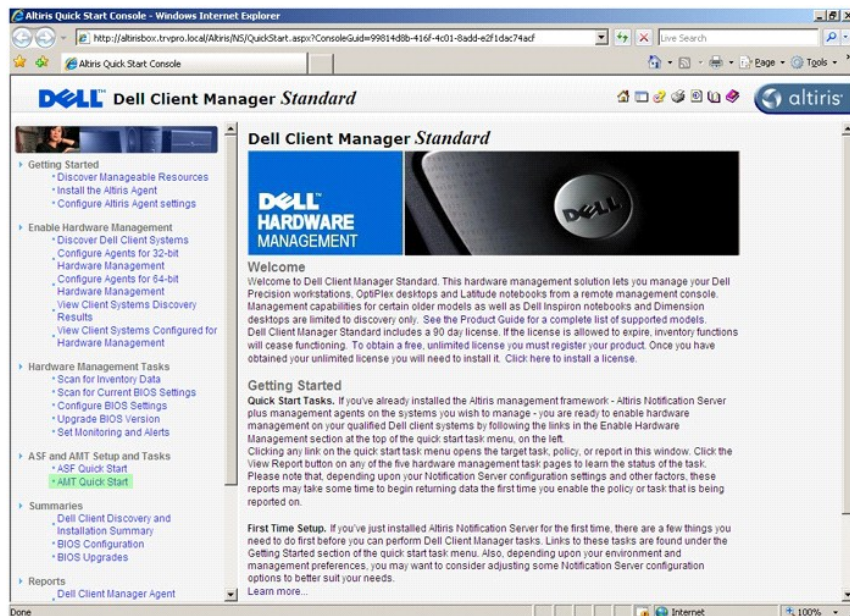 Altiris Quick Start Console - Windows Internet Explorer
http://altirisbox.trvpro.local/Altiris/NS/QuickStart.aspx?ConsoleGuid=99814d8b-416f-4c01-8add-e2f1dac74acf
Live Search
Altiris Quick Start Console
Page
Tools
DELL™ Dell Client Manager Standard
altiris
Getting Started
Discover Manageable Resources
Install the Altiris Agent
Configure Altiris Agent settings
Enable Hardware Management
Discover Dell Client Systems
Configure Agents for 32-bit
Hardware Management
Configure Agents for 64-bit
Hardware Management
View Client Systems Discovery
Results
View Client Systems Configured for
Hardware Management
Hardware Management Tasks
Scan for Inventory Data
Scan for Current BIOS Settings
Configure BIOS Settings
Upgrade BIOS Version
Set Monitoring and Alerts
ASF and AMT Setup and Tasks
ASF Quick Start
AMT Quick Start
Summaries
Dell Client Discovery and
Installation Summary
BIOS Configuration
BIOS Upgrades
Reports
Dell Client Manager Agent
Dell Client Manager Standard
DELL™
HARDWARE
MANAGEMENT
DELL
Welcome
Welcome to Dell Client Manager Standard. This hardware management solution lets you manage your Dell
Precision workstations, OptiPlex desktops and Latitude notebooks from a remote management console.
Management capabilities for certain older models as well as Dell Inspiron notebooks and Dimension
desktops are limited to discovery only. See the Product Guide for a complete list of supported models.
Dell Client Manager Standard includes a 90 day license. If the license is allowed to expire, inventory functions
will cease functioning. To obtain a free, unlimited license you must register your product. Once you have
obtained your unlimited license you will need to install it. Click here to install a license.
Getting Started
Quick Start Tasks. If you've already installed the Altiris management framework - Altiris Notification Server
plus management agents on the systems you wish to manage - you are ready to enable hardware
management on your qualified Dell client systems by following the links in the Enable Hardware
Management section at the top of the quick start task menu, on the left.
Clicking any link on the quick start task menu opens the target task, policy, or report in this window. Click the
View Report button on any of the five hardware management task pages to learn the status of the task.
Please note that, depending upon your Notification Server configuration settings and other factors, these
reports may take some time to begin returning data the first time you enable the policy or task that is being
reported on.
First Time Setup. If you've just installed Altiris Notification Server for the first time, there are a few things you
need to do first before you can perform Dell Client Manager tasks. Links to these tasks are found under the
Getting Started section of the quick start task menu. Also, depending upon your environment and
management preferences, you may want to consider adjusting some Notification Server configuration
options to better suit your needs.
Learn more...
Done
Internet
100%